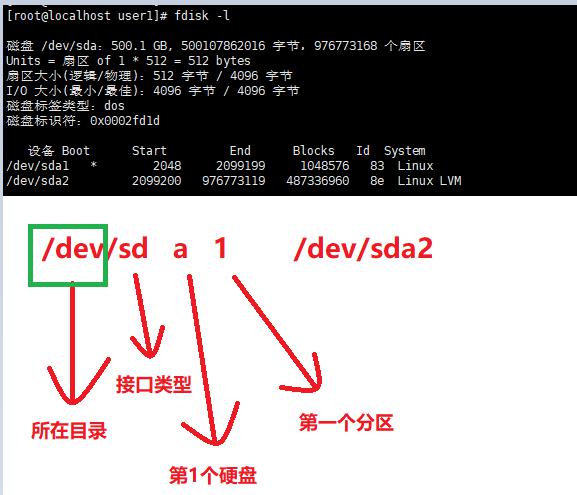 [root@localhost user1]# fdisk -l
磁盘 /dev/sda：500.1 GB, 500107862016 字节，976773168 个扇区
Units = 扇区 of 1 * 512 = 512 bytes
扇区大小(逻辑/物理)：512 字节 / 4096 字节
I/O 大小(最小/最佳)：4096 字节 / 4096 字节
磁盘标签类型：dos
磁盘标识符：0x0002fd1d
设备 Boot Start End Blocks Id System
/dev/sda1 * 2048 2099199 1048576 83 Linux
/dev/sda2 2099200 976773119 487336960 8e Linux LVM
/dev/sd a 1 /dev/sda2
接口类型
第一个分区
所在目录
第1个硬盘